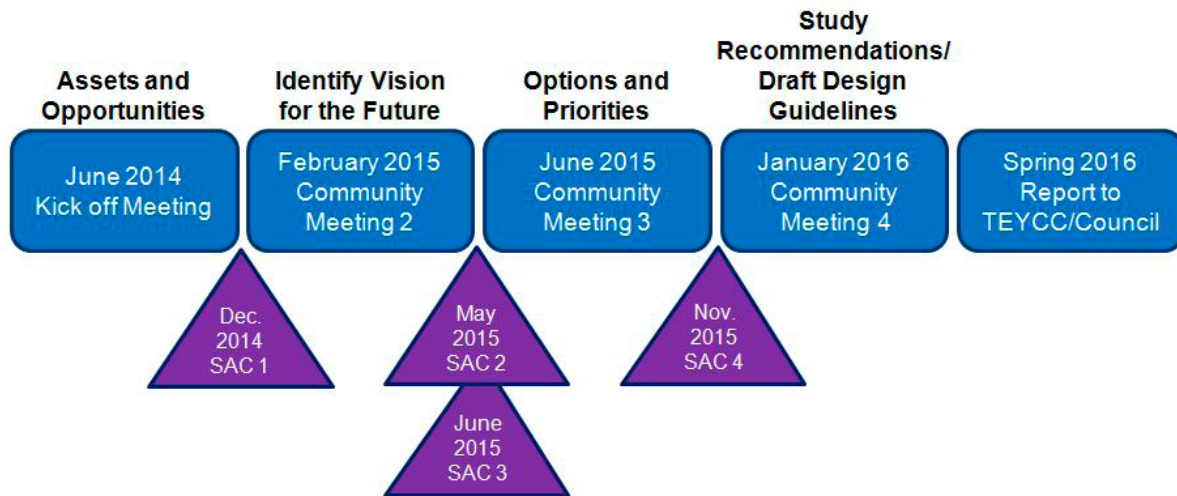 Assets and
Opportunities
Identify Vision
for the Future
Options and
Priorities
Study
Recommendations/
Draft Design
Guidelines
June 2014
Kick off Meeting
February 2015
Community
Meeting 2
June 2015
Community
Meeting 3
January 2016
Community
Meeting 4
Spring 2016
Report to
TEYCC/Council
Dec.
2014
SAC 1
May
2015
SAC 2
June
2015
SAC 3
Nov.
2015
SAC 4